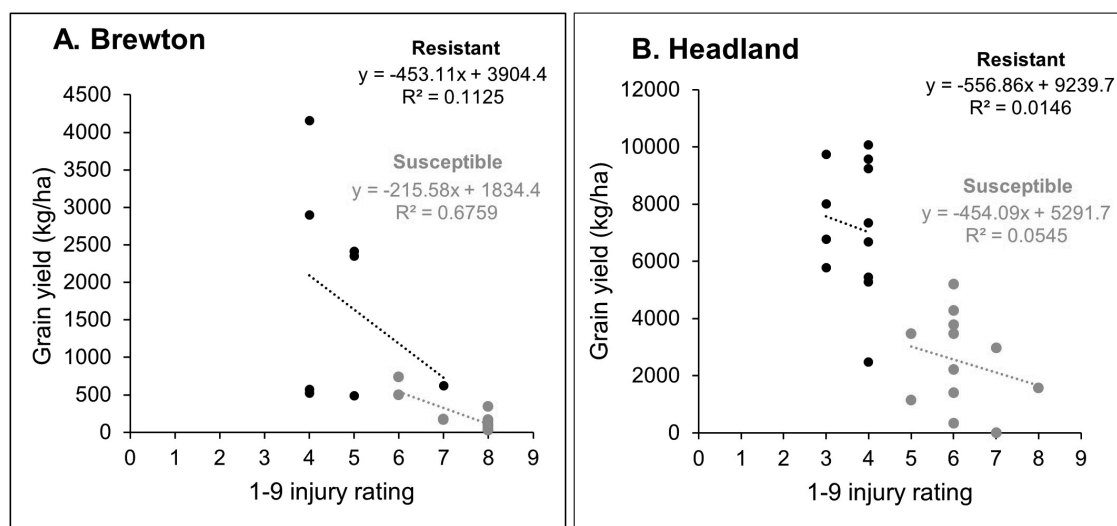 A. Brewton
Resistant
y = -453.11x + 3904.4
R² = 0.1125
Susceptible
y = -215.58x + 1834.4
R² = 0.6759
Grain yield (kg/ha)
4500
4000
3500
3000
2500
2000
1500
1000
500
0
0 1 2 3 4 5 6 7 8 9
1-9 injury rating
B. Headland
Resistant
y = -556.86x + 9239.7
R² = 0.0146
Susceptible
y = -454.09x + 5291.7
R² = 0.0545
Grain yield (kg/ha)
12000
10000
8000
6000
4000
2000
0
0 1 2 3 4 5 6 7 8 9
1-9 injury rating